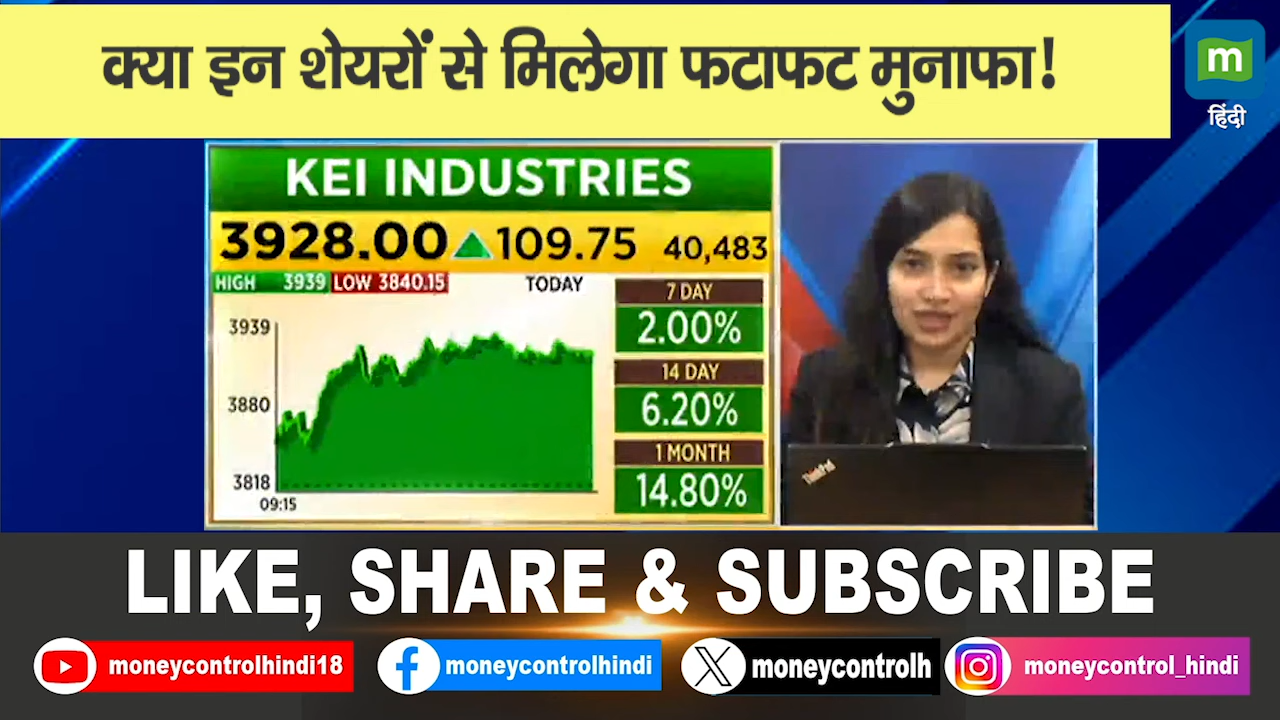 क्या इन शेयरों से मिलेगा फटाफट मुनाफा!
m
हिंदी
KEI INDUSTRIES
3928.00 ▲ 109.75 40,483
HIGH 3939 LOW 3840.15 TODAY
3939
3880
3818
09:15
7 DAY
2.00%
14 DAY
6.20%
1 MONTH
14.80%
ThinkPad
LIKE, SHARE & SUBSCRIBE
moneycontrolhindi18
moneycontrolhindi
moneycontrolh
moneycontrol_hindi